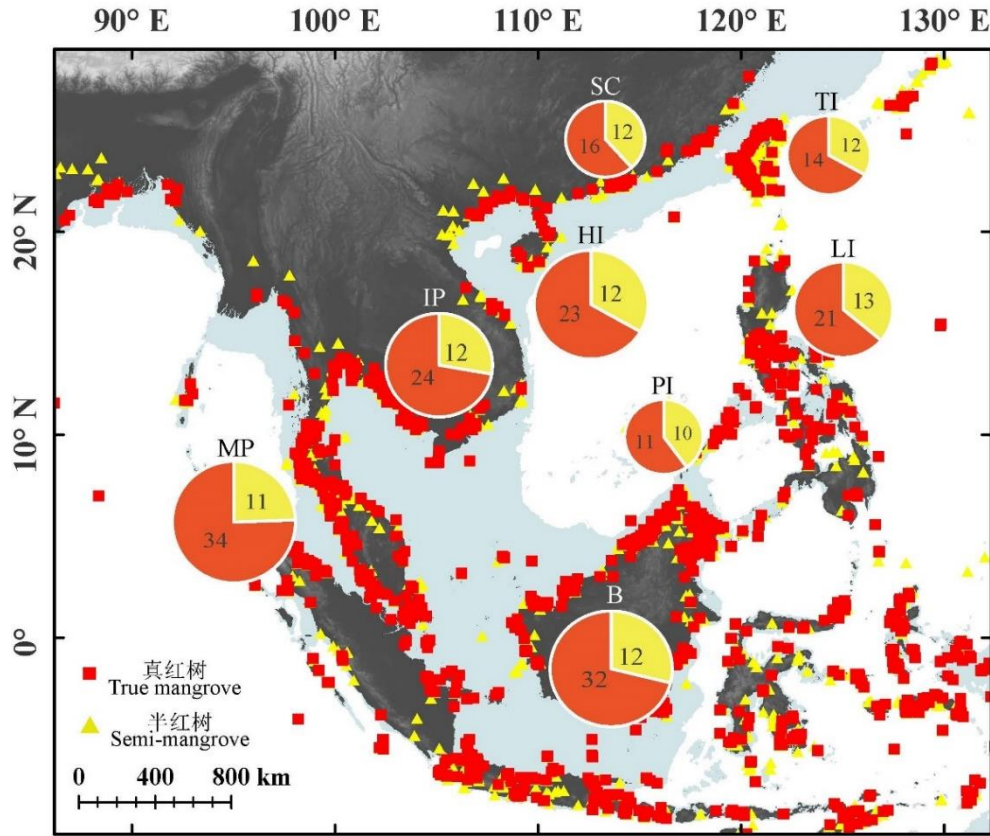 90° E 100° E 110° E 120° E 130° E
SC
12
16
TI
12
14
20° N
HI
12
23
LI
13
21
IP
12
24
PI
10
11
10° N
MP
11
34
B
12
32
0°
真红树
True mangrove
半红树
Semi-mangrove
0 400 800 km